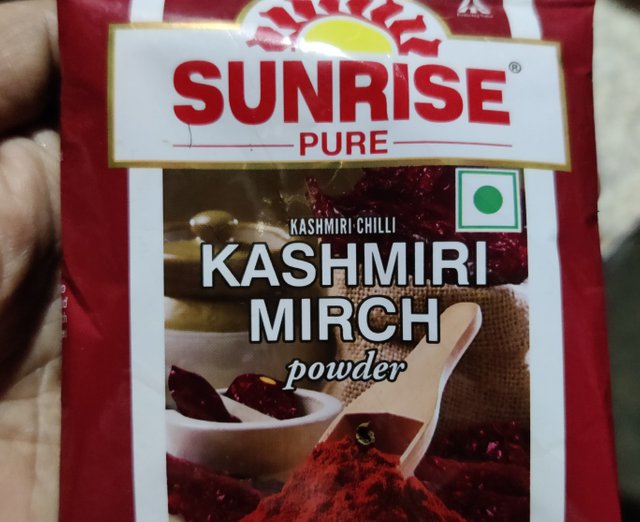 SUNRISE®
PURE
KASHMIRI CHILLI
KASHMIRI
MIRCH
powder